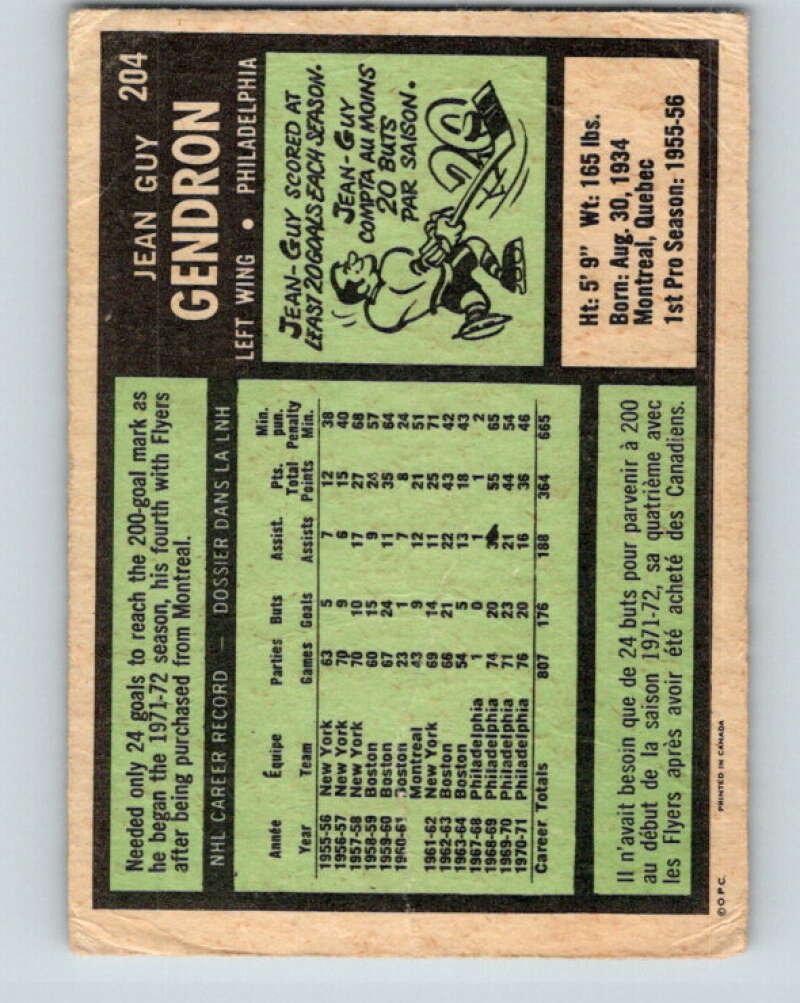 JEAN GUY 204
GENDRON
LEFT WING • PHILADELPHIA
Needed only 24 goals to reach the 200-goal mark as
he began the 1971-72 season, his fourth with Flyers
after being purchased from Montreal.
JEAN-GUY SCORED AT
LEAST 20 GOALS EACH SEASON.
JEAN-GUY
COMPTA AU MOINS
20 BUTS
PAR SAISON.
20
NHL CAREER RECORD — DOSSIER DANS LA LNH
Année Équipe Parties Buts Assist. Pts. Min. pun.
Year Team Games Goals Assists Total Points Penalty Min.
1955-56 New York 63 5 7 12 38
1956-57 New York 70 9 6 15 40
1957-58 New York 70 10 17 27 68
1958-59 Boston 60 15 9 24 57
1959-60 Boston 67 24 11 35 64
1960-61 Boston 23 1 7 8 24
Montreal 43 9 12 21 51
1961-62 New York 69 14 11 25 71
1962-63 Boston 66 21 22 43 42
1963-64 Boston 54 5 13 18 43
1967-68 Philadelphia 1 0 1 1 2
1968-69 Philadelphia 74 20 55 65
1969-70 Philadelphia 71 23 21 44 54
1970-71 Philadelphia 76 20 16 36 46
Career Totals 807 176 188 364 665
Ht: 5' 9" Wt: 165 lbs.
Born: Aug. 30, 1934
Montreal, Quebec
1st Pro Season: 1955-56
Il n'avait besoin que de 24 buts pour parvenir à 200
au début de la saison 1971-72, sa quatrième avec
les Flyers après avoir été acheté des Canadiens.
©O.P.C. PRINTED IN CANADA